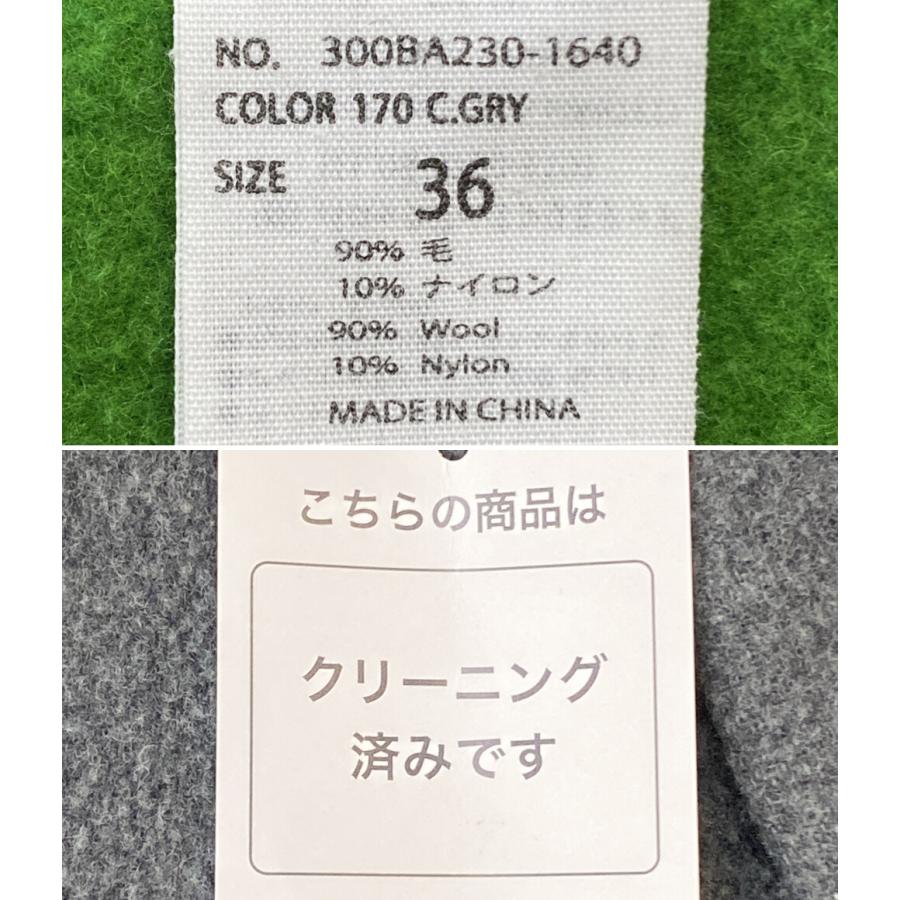 NO. 300BA230-1640
COLOR 170 C.GRY
SIZE 36
90% 毛
10% ナイロン
90% Wool
10% Nylon
MADE IN CHINA
こちらの商品は
クリーニング
済みです